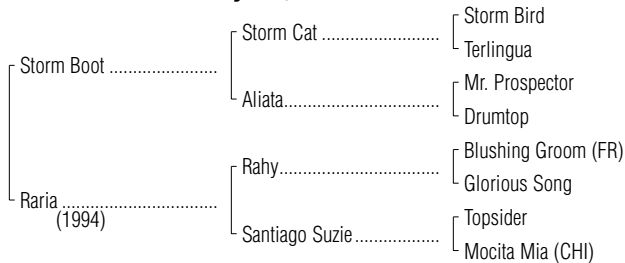 Storm Bird
Storm Cat ......................
Terlingua
Storm Boot ......................
Mr. Prospector
Aliata..............................
Drumtop
Blushing Groom (FR)
Rahy...............................
Glorious Song
Raria ...............................
(1994)
Topsider
Santiago Suzie................
Mocita Mia (CHI)